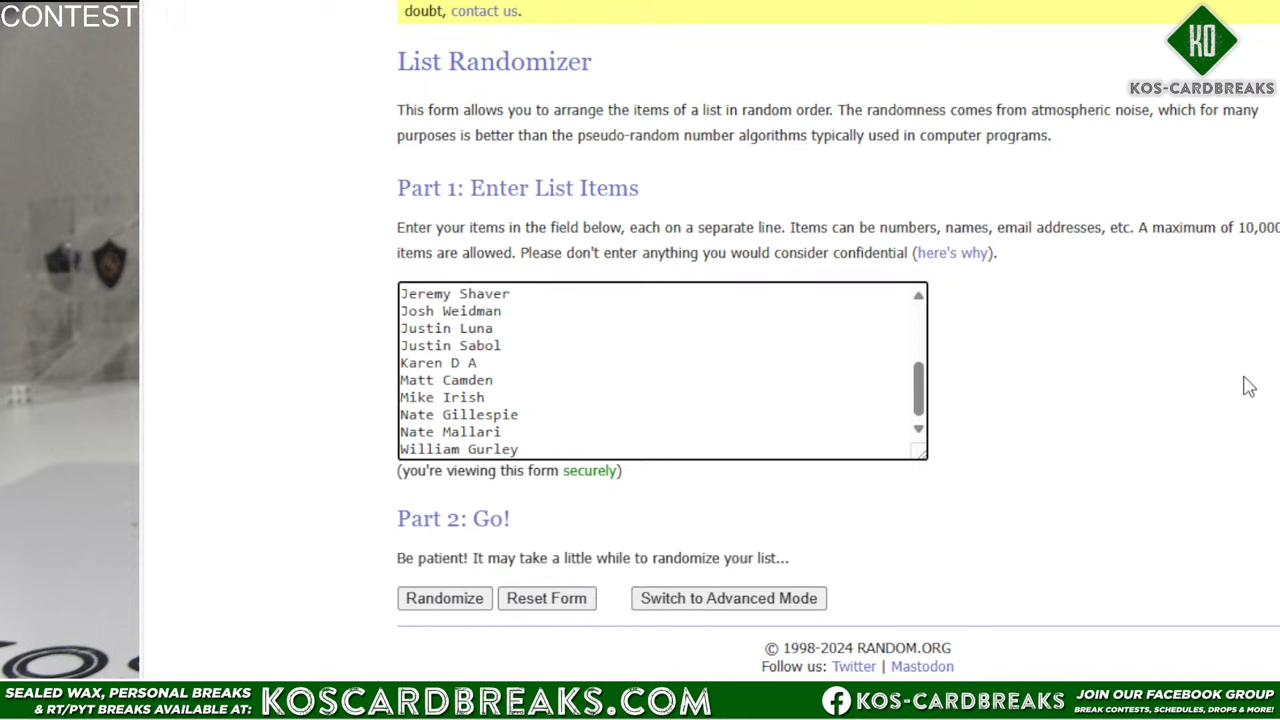 CONTEST
doubt, contact us.
KO
KOS-CARDBREAKS
List Randomizer
This form allows you to arrange the items of a list in random order. The randomness comes from atmospheric noise, which for many
purposes is better than the pseudo-random number algorithms typically used in computer programs.
Part 1: Enter List Items
Enter your items in the field below, each on a separate line. Items can be numbers, names, email addresses, etc. A maximum of 10,000
items are allowed. Please don't enter anything you would consider confidential (here's why).
Jeremy Shaver
Josh Weidman
Justin Luna
Justin Sabol
Karen D A
Matt Camden
Mike Irish
Nate Gillespie
Nate Mallari
William Gurley
(you're viewing this form securely)
Part 2: Go!
Be patient! It may take a little while to randomize your list...
Randomize Reset Form Switch to Advanced Mode
© 1998-2024 RANDOM.ORG
Follow us: Twitter | Mastodon
SEALED WAX, PERSONAL BREAKS
& RT/PYT BREAKS AVAILABLE AT:
KOSCARDBREAKS.COM
KOS-CARDBREAKS
JOIN OUR FACEBOOK GROUP
BREAK CONTESTS, SCHEDULES, DROPS & MORE!